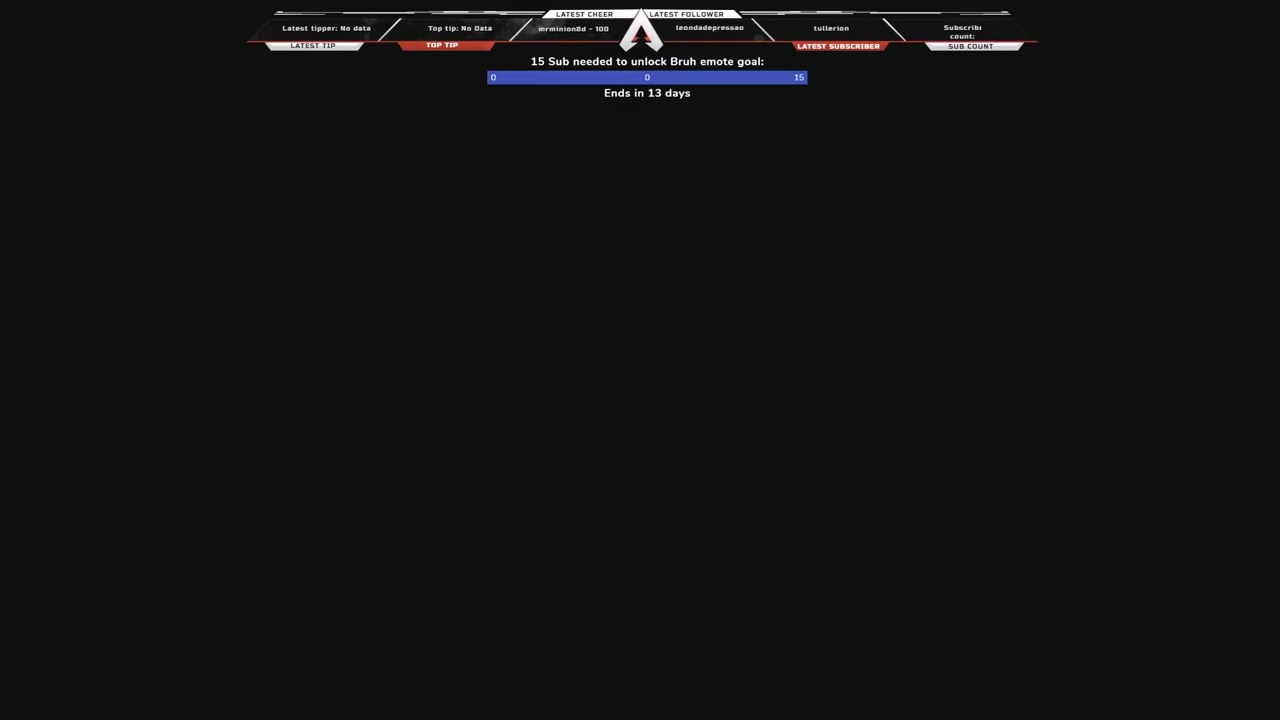 LATEST CHEER
LATEST FOLLOWER
Latest tipper: No data
Top tip: No Data
mrminion8d - 100
leondadepressao
tullerion
Subscribe
count:
LATEST TIP
TOP TIP
LATEST SUBSCRIBER
SUB COUNT
15 Sub needed to unlock Bruh emote goal:
0
0
15
Ends in 13 days